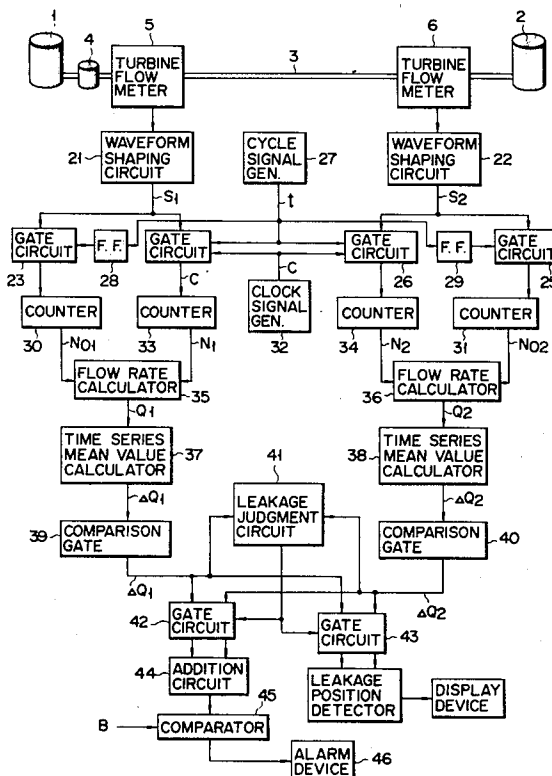 1
4
5
6
2
TURBINE
FLOW
METER
3
TURBINE
FLOW
METER
21
WAVEFORM
SHAPING
CIRCUIT
CYCLE
SIGNAL
GEN.
27
WAVEFORM
SHAPING
CIRCUIT
22
S1
t
S2
GATE
CIRCUIT
23
F.F.
28
GATE
CIRCUIT
GATE
CIRCUIT
26
F.F.
29
GATE
CIRCUIT
25
C
C
COUNTER
30
COUNTER
33
CLOCK
SIGNAL
GEN.
32
COUNTER
34
COUNTER
31
N01
N1
N2
N02
FLOW RATE
CALCULATOR
35
FLOW RATE
CALCULATOR
36
Q1
Q2
TIME SERIES
MEAN VALUE
CALCULATOR
37
41
TIME SERIES
MEAN VALUE
CALCULATOR
38
ΔQ1
LEAKAGE
JUDGMENT
CIRCUIT
ΔQ2
39
COMPARISON
GATE
COMPARISON
GATE
40
ΔQ1
ΔQ2
42
GATE
CIRCUIT
GATE
CIRCUIT
43
44
ADDITION
CIRCUIT
LEAKAGE
POSITION
DETECTOR
DISPLAY
DEVICE
45
B
COMPARATOR
ALARM
DEVICE
46